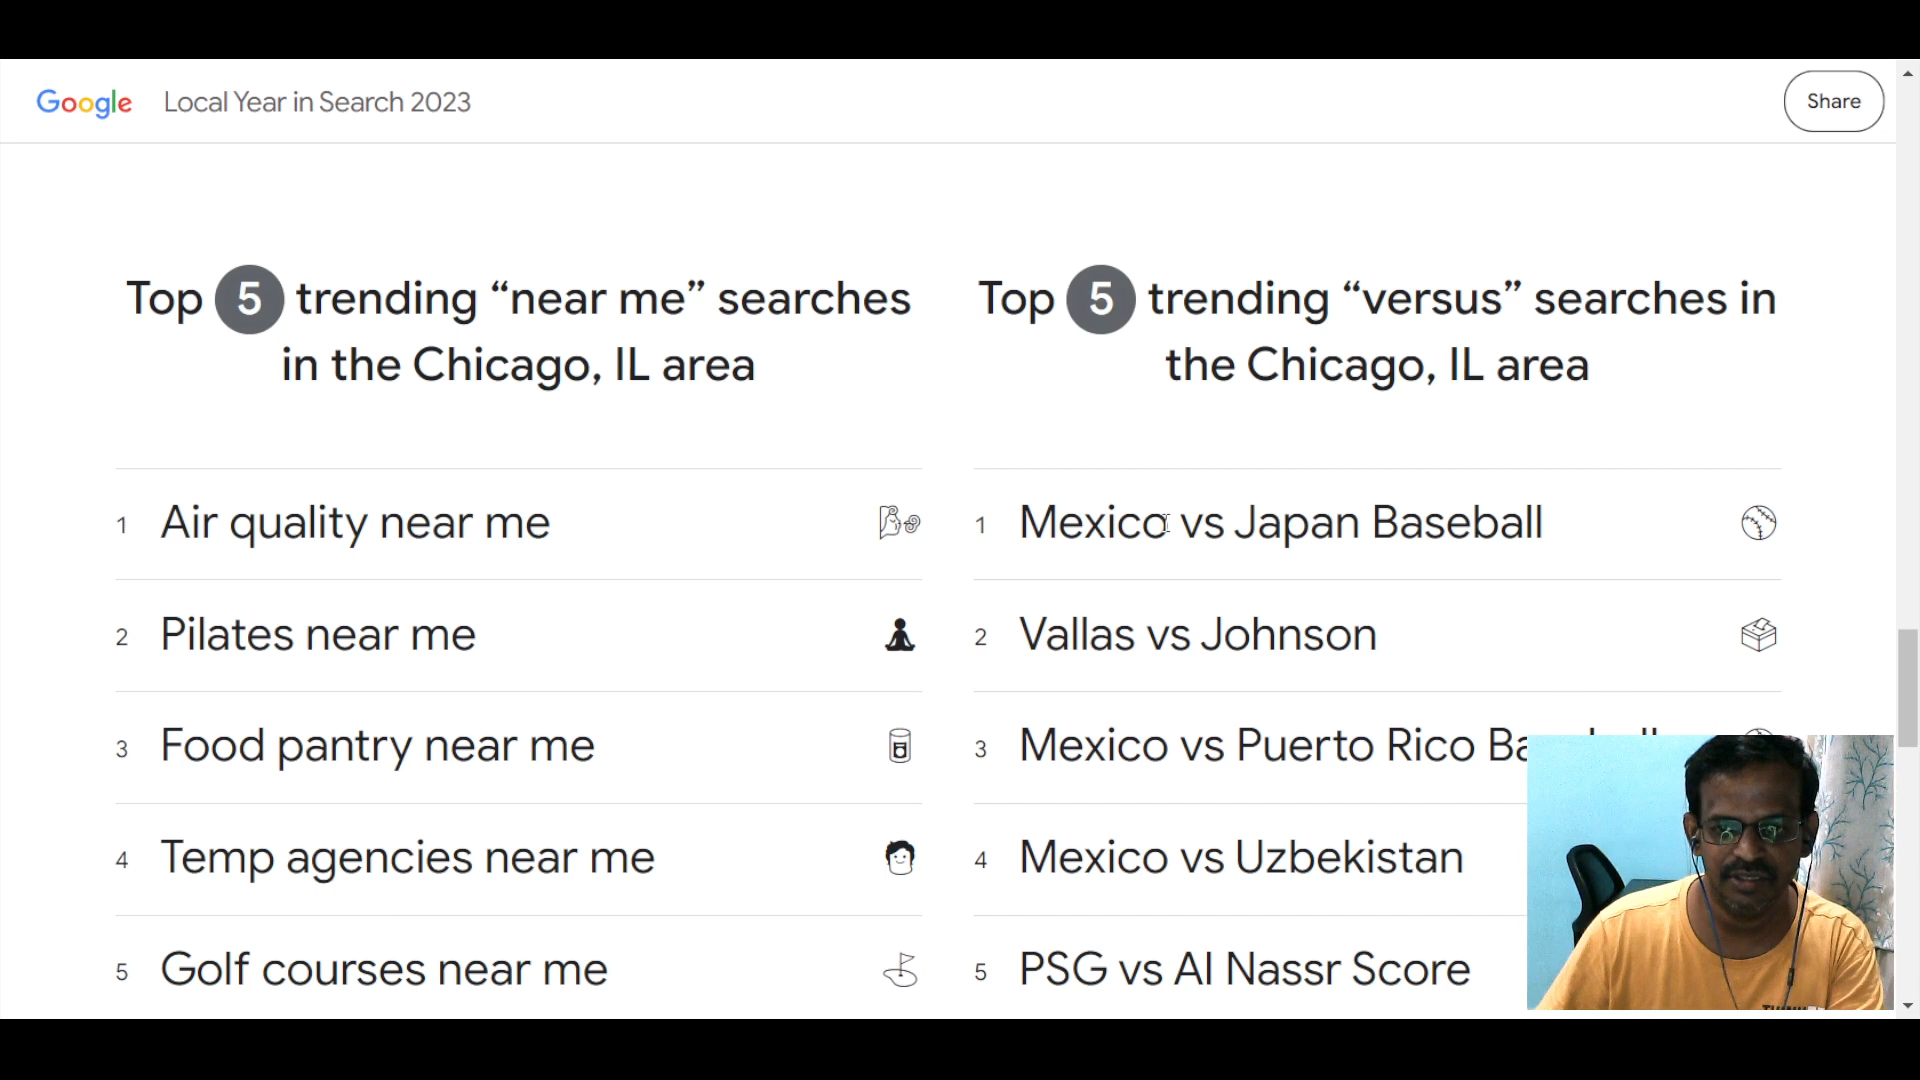 Google Local Year in Search 2023
Share
Top 5 trending “near me” searches
in the Chicago, IL area
1 Air quality near me
2 Pilates near me
3 Food pantry near me
4 Temp agencies near me
5 Golf courses near me
Top 5 trending “versus” searches in
the Chicago, IL area
1 Mexico vs Japan Baseball
2 Vallas vs Johnson
3 Mexico vs Puerto Rico Baseball
4 Mexico vs Uzbekistan
5 PSG vs Al Nassr Score